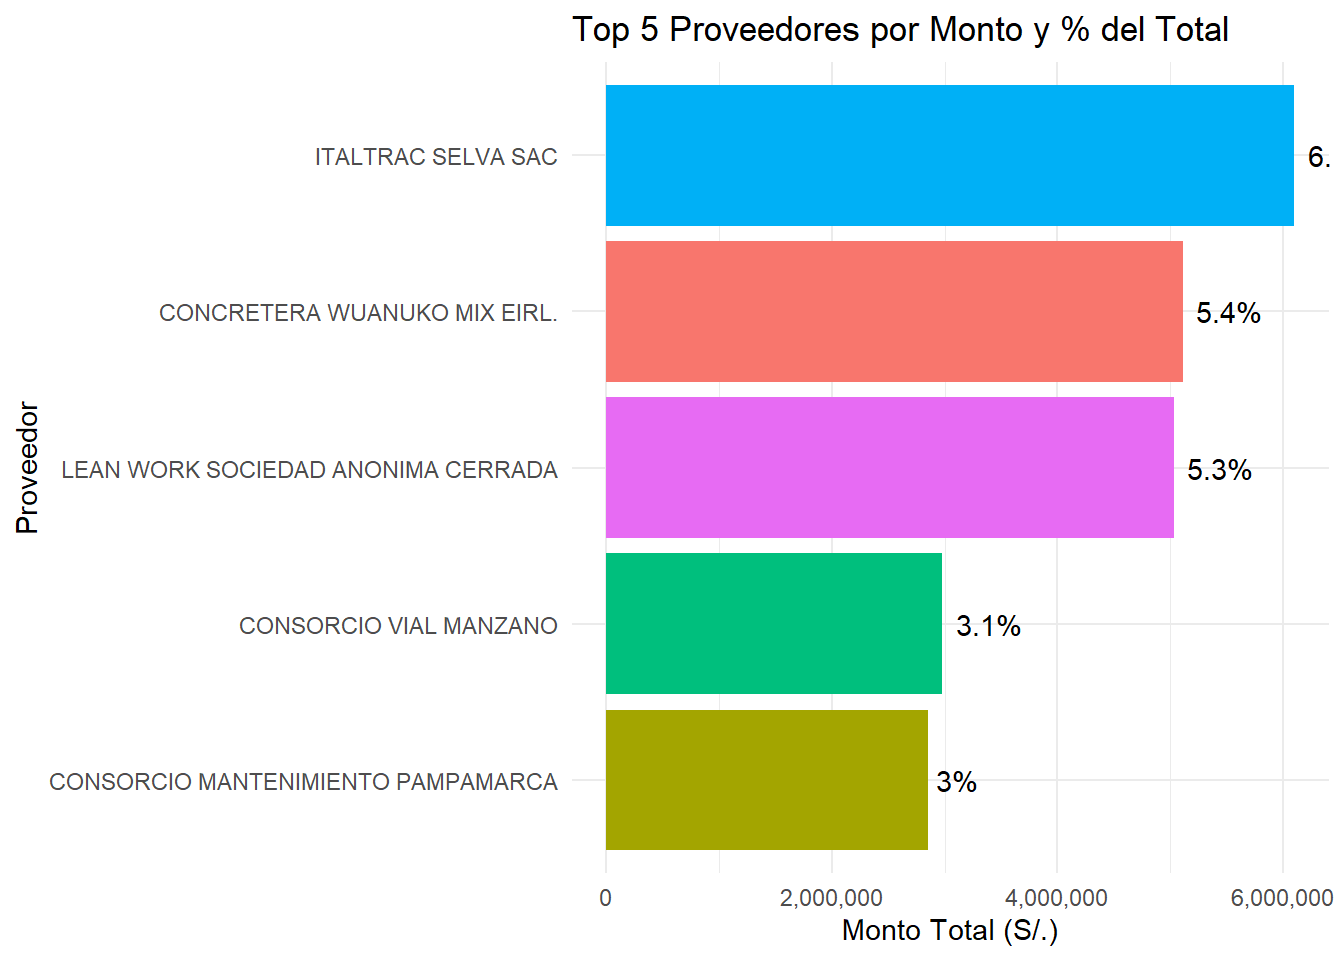 Top 5 Proveedores por Monto y % del Total
ITALTRAC SELVA SAC
6.
CONCRETERA WUANUKO MIX EIRL.
5.4%
LEAN WORK SOCIEDAD ANONIMA CERRADA
5.3%
CONSORCIO VIAL MANZANO
3.1%
CONSORCIO MANTENIMIENTO PAMPAMARCA
3%
Proveedor
0
2,000,000
4,000,000
6,000,000
Monto Total (S/.)